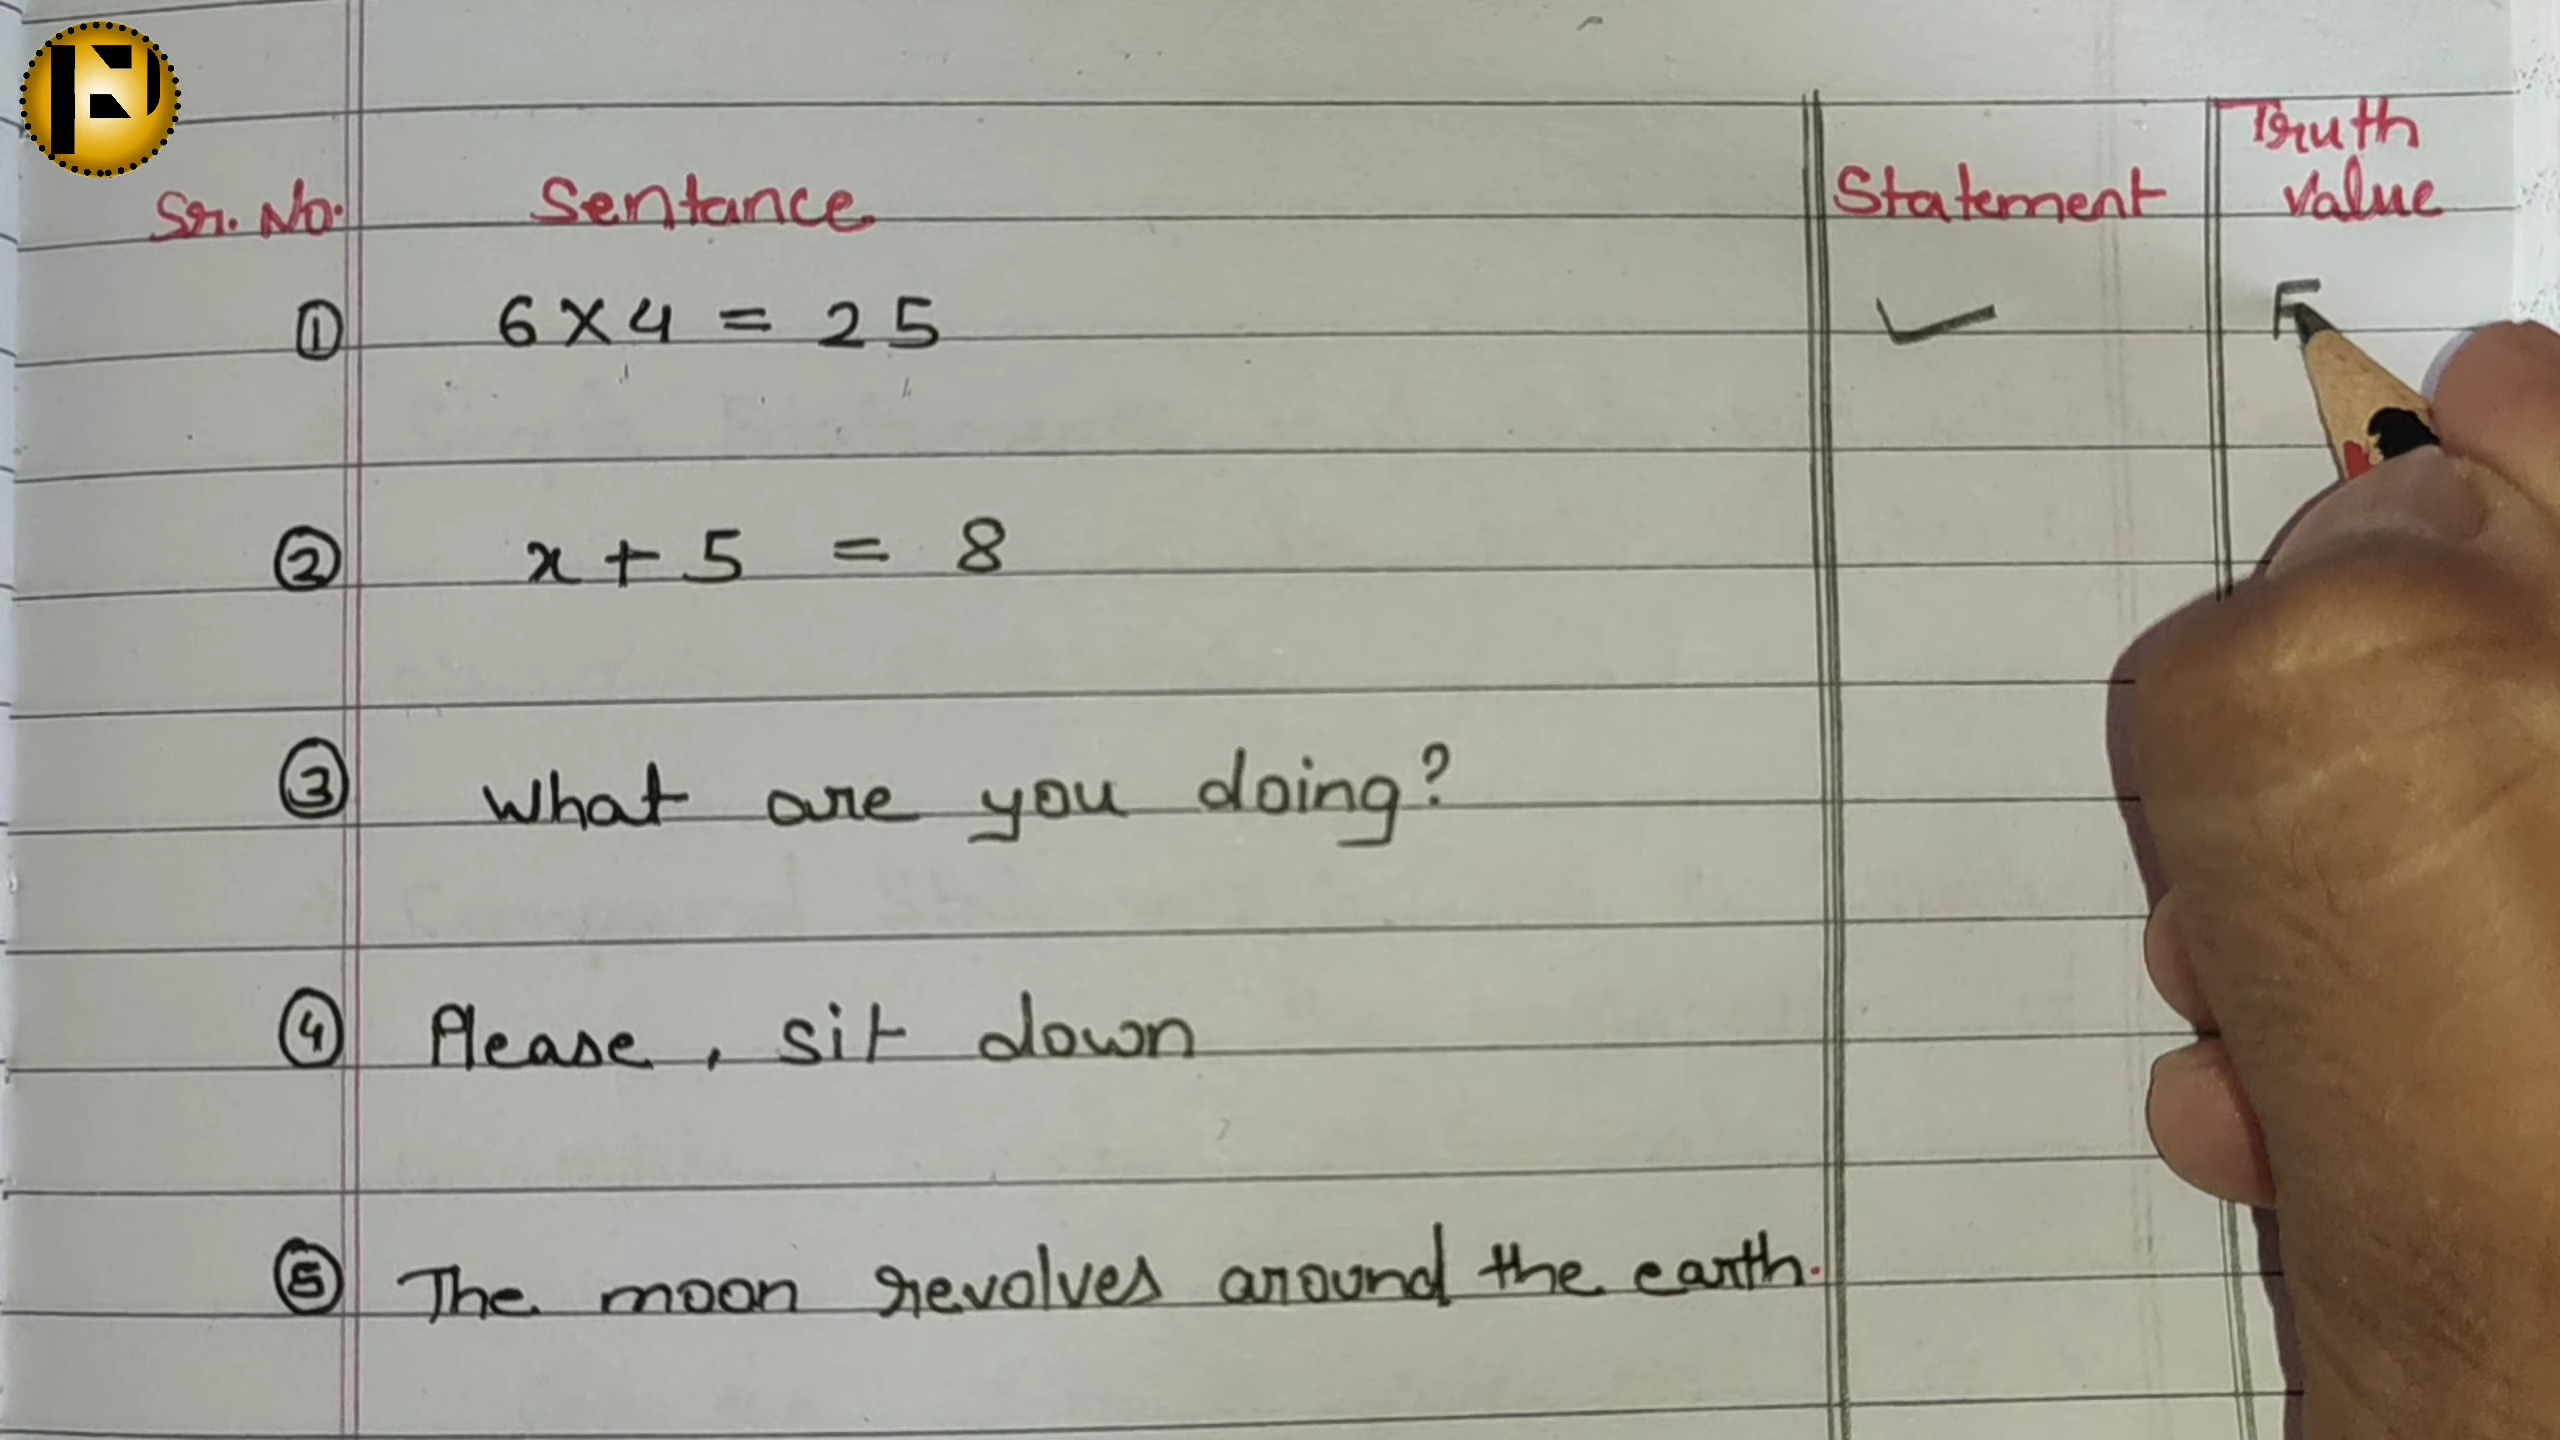 Truth
Sr. No. Sentance Statement Value
① 6 × 4 = 25 ✓ F
② x + 5 = 8
③ What are you doing?
④ Please, sit down
⑤ The moon revolves around the earth.